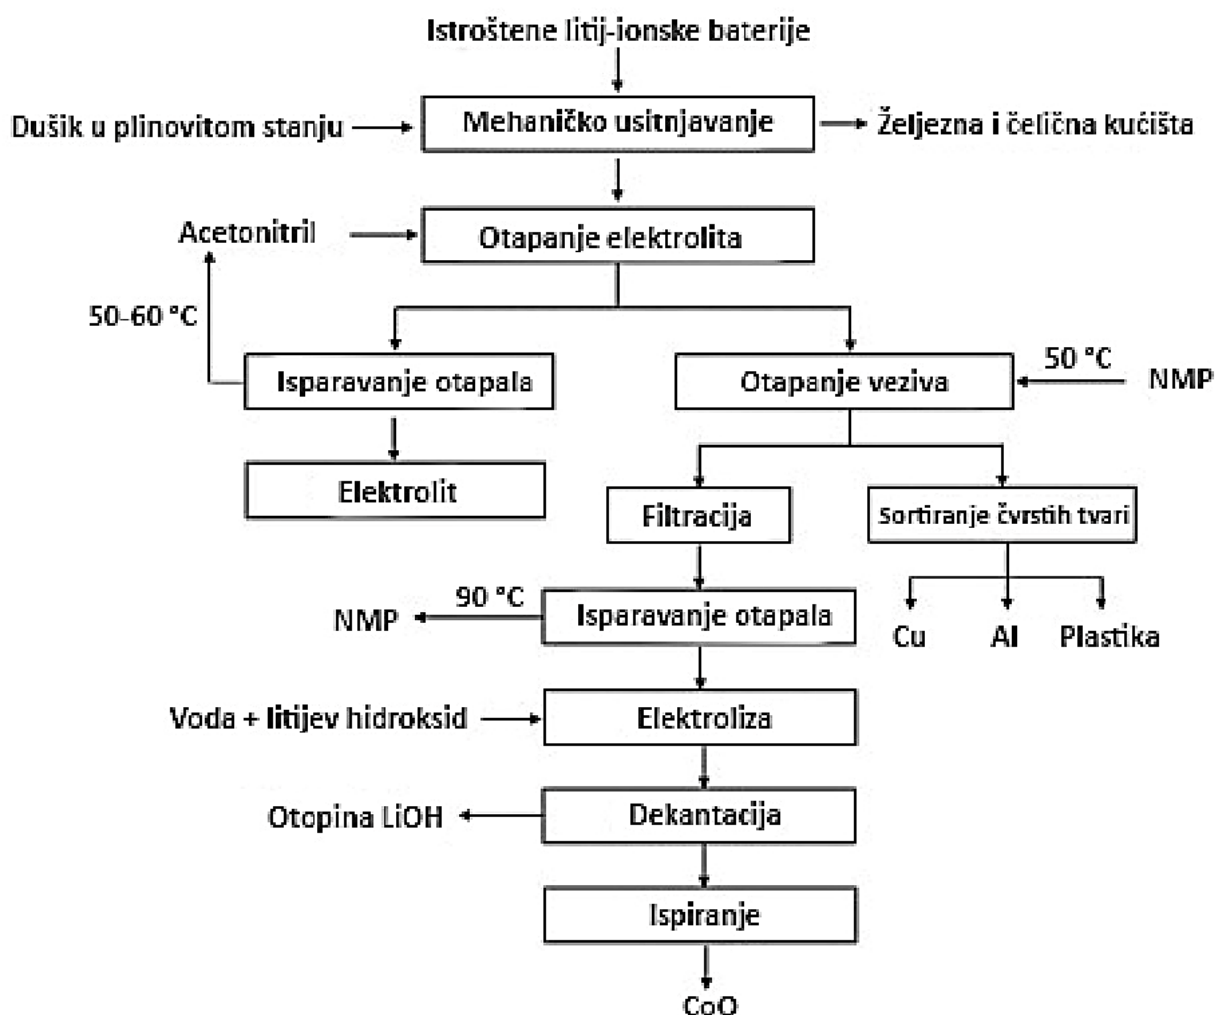 Istroštene litij-ionske baterije
Dušik u plinovitom stanju
Mehaničko usitnjavanje
Željezna i čelična kućišta
Acetonitril
Otapanje elektrolita
50-60 °C
Isparavanje otapala
Otapanje veziva
50 °C
NMP
Elektrolit
Filtracija
Sortiranje čvrstih tvari
NMP
90 °C
Isparavanje otapala
Cu
Al
Plastika
Voda + litijev hidroksid
Elektroliza
Otopina LiOH
Dekantacija
Ispiranje
CoO